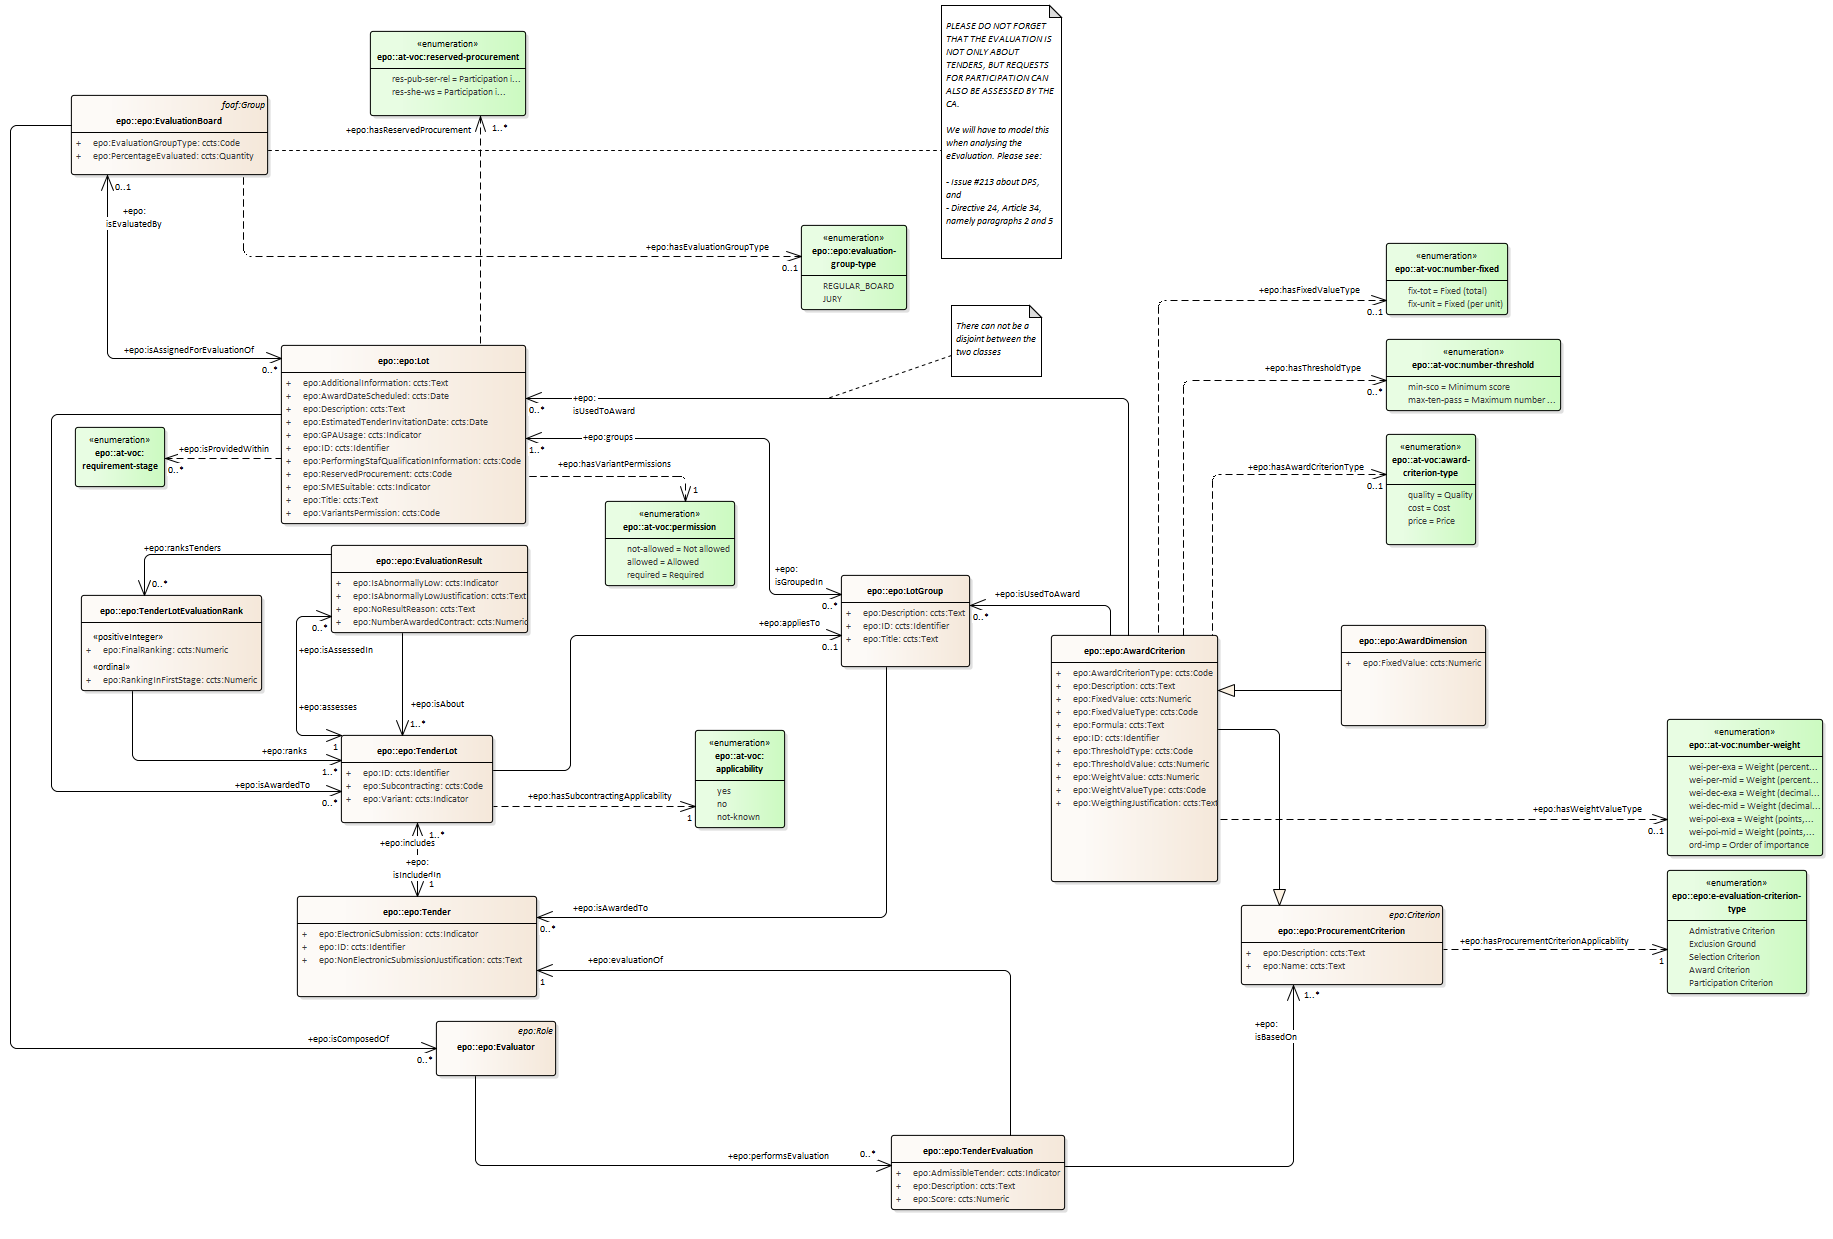 PLEASE DO NOT FORGET
THAT THE EVALUATION IS
NOT ONLY ABOUT
TENDERS, BUT REQUESTS
FOR PARTICIPATION CAN
ALSO BE ASSESSED BY THE
CA.
We will have to model this
when analysing the
eEvaluation. Please see:
- Issue #213 about DPS,
and
- Directive 24, Article 34,
namely paragraphs 2 and 5
«enumeration»
epo::at-voc:reserved-procurement
res-pub-ser-rel = Participation i...
res-she-ws = Participation i...
+epo:hasReservedProcurement
1..*
foaf:Group
epo::epo:EvaluationBoard
+ epo:EvaluationGroupType: ccts:Code
+ epo:PercentageEvaluated: ccts:Quantity
0..1
+epo:
isEvaluatedBy
+epo:hasEvaluationGroupType
0..1
«enumeration»
epo::epo:evaluation-
group-type
REGULAR_BOARD
JURY
+epo:isAssignedForEvaluationOf
0..*
There can not be a
disjoint between the
two classes
+epo:hasFixedValueType
0..1
«enumeration»
epo::at-voc:number-fixed
fix-tot = Fixed (total)
fix-unit = Fixed (per unit)
+epo:hasThresholdType
0..*
«enumeration»
epo::at-voc:number-threshold
min-sco = Minimum score
max-ten-pass = Maximum number ...
+epo:hasAwardCriterionType
0..1
«enumeration»
epo::at-voc:award-
criterion-type
quality = Quality
cost = Cost
price = Price
epo::epo:Lot
+ epo:AdditionalInformation: ccts:Text
+ epo:AwardDateScheduled: ccts:Date
+ epo:Description: ccts:Text
+ epo:EstimatedTenderInvitationDate: ccts:Date
+ epo:GPAUsage: ccts:Indicator
+ epo:ID: ccts:Identifier
+ epo:PerformingStafQualificationInformation: ccts:Code
+ epo:ReservedProcurement: ccts:Code
+ epo:SMESuitable: ccts:Indicator
+ epo:Title: ccts:Text
+ epo:VariantsPermission: ccts:Code
0..*
+epo:
isUsedToAward
+epo:groups
1..*
+epo:hasVariantPermissions
1
«enumeration»
epo::at-voc:
requirement-stage
+epo:isProvidedWithin
0..*
«enumeration»
epo::at-voc:permission
not-allowed = Not allowed
allowed = Allowed
required = Required
+epo:
isGroupedIn
0..*
+epo:ranksTenders
0..*
epo::epo:EvaluationResult
+ epo:IsAbnormallyLow: ccts:Indicator
+ epo:IsAbnormallyLowJustification: ccts:Text
+ epo:NoResultReason: ccts:Text
+ epo:NumberAwardedContract: ccts:Numeric
epo::epo:TenderLotEvaluationRank
«positiveInteger»
+ epo:FinalRanking: ccts:Numeric
«ordinal»
+ epo:RankingInFirstStage: ccts:Numeric
0..*
+epo:isAssessedIn
+epo:assesses
1
+epo:isAbout
1..*
epo::epo:LotGroup
+ epo:Description: ccts:Text
+ epo:ID: ccts:Identifier
+ epo:Title: ccts:Text
+epo:appliesTo
0..1
+epo:isUsedToAward
0..*
epo::epo:AwardCriterion
+ epo:AwardCriterionType: ccts:Code
+ epo:Description: ccts:Text
+ epo:FixedValue: ccts:Numeric
+ epo:FixedValueType: ccts:Code
+ epo:Formula: ccts:Text
+ epo:ID: ccts:Identifier
+ epo:ThresholdType: ccts:Code
+ epo:ThresholdValue: ccts:Numeric
+ epo:WeightValue: ccts:Numeric
+ epo:WeightValueType: ccts:Code
+ epo:WeigthingJustification: ccts:Text
epo::epo:AwardDimension
+ epo:FixedValue: ccts:Numeric
+epo:ranks
1..*
+epo:isAwardedTo
0..*
epo::epo:TenderLot
+ epo:ID: ccts:Identifier
+ epo:Subcontracting: ccts:Code
+ epo:Variant: ccts:Indicator
+epo:hasSubcontractingApplicability
1
«enumeration»
epo::at-voc:
applicability
yes
no
not-known
+epo:hasWeightValueType
0..1
«enumeration»
epo::at-voc:number-weight
wei-per-exa = Weight (percent...
wei-per-mid = Weight (percent...
wei-dec-exa = Weight (decimal...
wei-dec-mid = Weight (decimal...
wei-poi-exa = Weight (points,...
wei-poi-mid = Weight (points,...
ord-imp = Order of importance
1..*
+epo:includes
+epo:
isIncludedIn
1
epo::epo:Tender
+ epo:ElectronicSubmission: ccts:Indicator
+ epo:ID: ccts:Identifier
+ epo:NonElectronicSubmissionJustification: ccts:Text
+epo:isAwardedTo
0..*
+epo:evaluationOf
1
epo:Criterion
epo::epo:ProcurementCriterion
+ epo:Description: ccts:Text
+ epo:Name: ccts:Text
+epo:hasProcurementCriterionApplicability
1
«enumeration»
epo::epo:e-evaluation-criterion-
type
Admistrative Criterion
Exclusion Ground
Selection Criterion
Award Criterion
Participation Criterion
1..*
+epo:
isBasedOn
+epo:isComposedOf
0..*
epo:Role
epo::epo:Evaluator
+epo:performsEvaluation
0..*
epo::epo:TenderEvaluation
+ epo:AdmissibleTender: ccts:Indicator
+ epo:Description: ccts:Text
+ epo:Score: ccts:Numeric